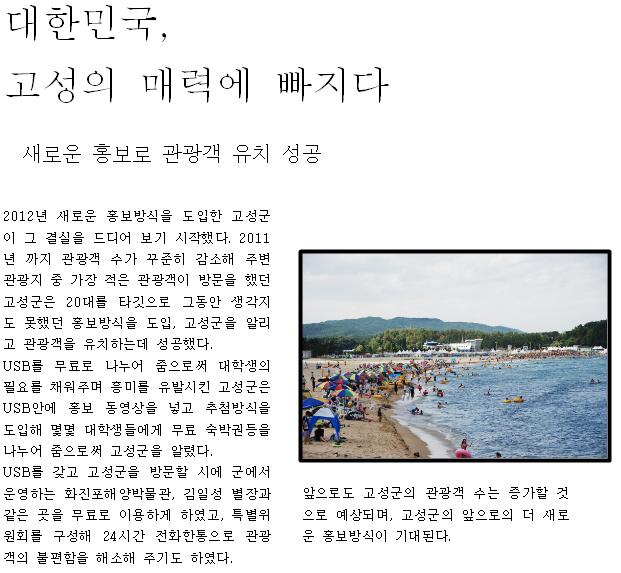 대한민국,
고성의 매력에 빠지다
새로운 홍보로 관광객 유치 성공
2012년 새로운 홍보방식을 도입한 고성군
이 그 결실을 드디어 보기 시작했다. 2011
년 까지 관광객 수가 꾸준히 감소해 주변
관광지 중 가장 적은 관광객이 방문을 했던
고성군은 20대를 타깃으로 그동안 생각지
도 못했던 홍보방식을 도입, 고성군을 알리
고 관광객을 유치하는데 성공했다.
USB를 무료로 나누어 줌으로써 대학생의
필요를 채워주며 흥미를 유발시킨 고성군은
USB안에 홍보 동영상을 넣고 추첨방식을
도입해 몇몇 대학생들에게 무료 숙박권등을
나누어 줌으로써 고성군을 알렸다.
USB를 갖고 고성군을 방문할 시에 군에서
운영하는 화진포해양박물관, 김일성 별장과
같은 곳을 무료로 이용하게 하였고, 특별위
원회를 구성해 24시간 전화한통으로 관광
객의 불편함을 해소해 주기도 하였다.
앞으로도 고성군의 관광객 수는 증가할 것
으로 예상되며, 고성군의 앞으로의 더 새로
운 홍보방식이 기대된다.